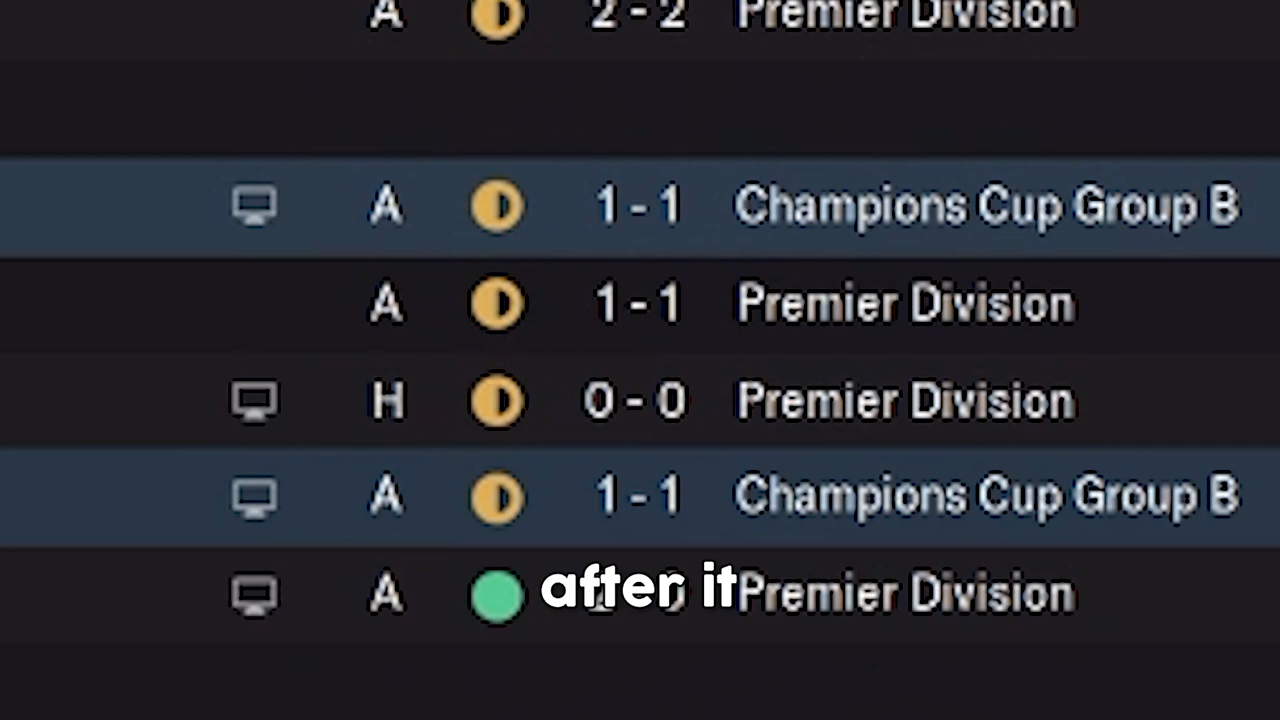 A 2 - 2 Premier Division
A 1 - 1 Champions Cup Group B
A 1 - 1 Premier Division
H 0 - 0 Premier Division
A 1 - 1 Champions Cup Group B
A after it Premier Division